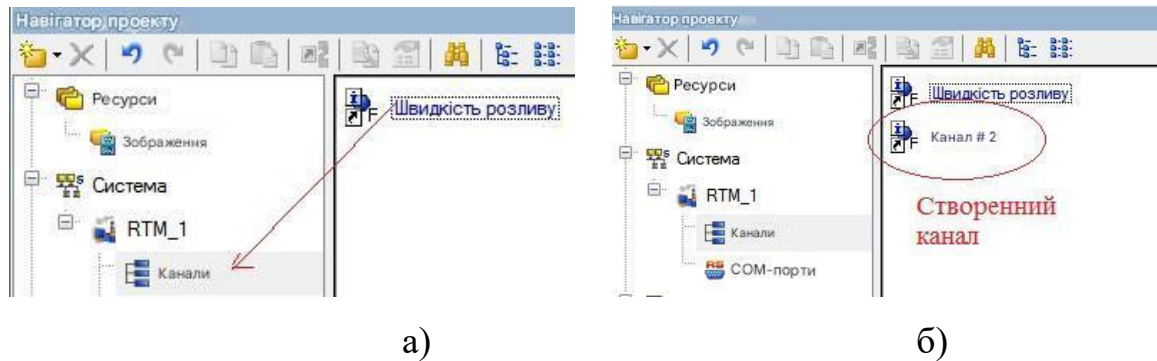 Навігатор проекту
Ресурси
Зображення
Система
RTM_1
Канали
Швидкість розливу
F
а)
Навігатор проекту
Ресурси
Зображення
Система
RTM_1
Канали
COM-порти
Швидкість розливу
F
Канал # 2
F
Створенний
канал
б)